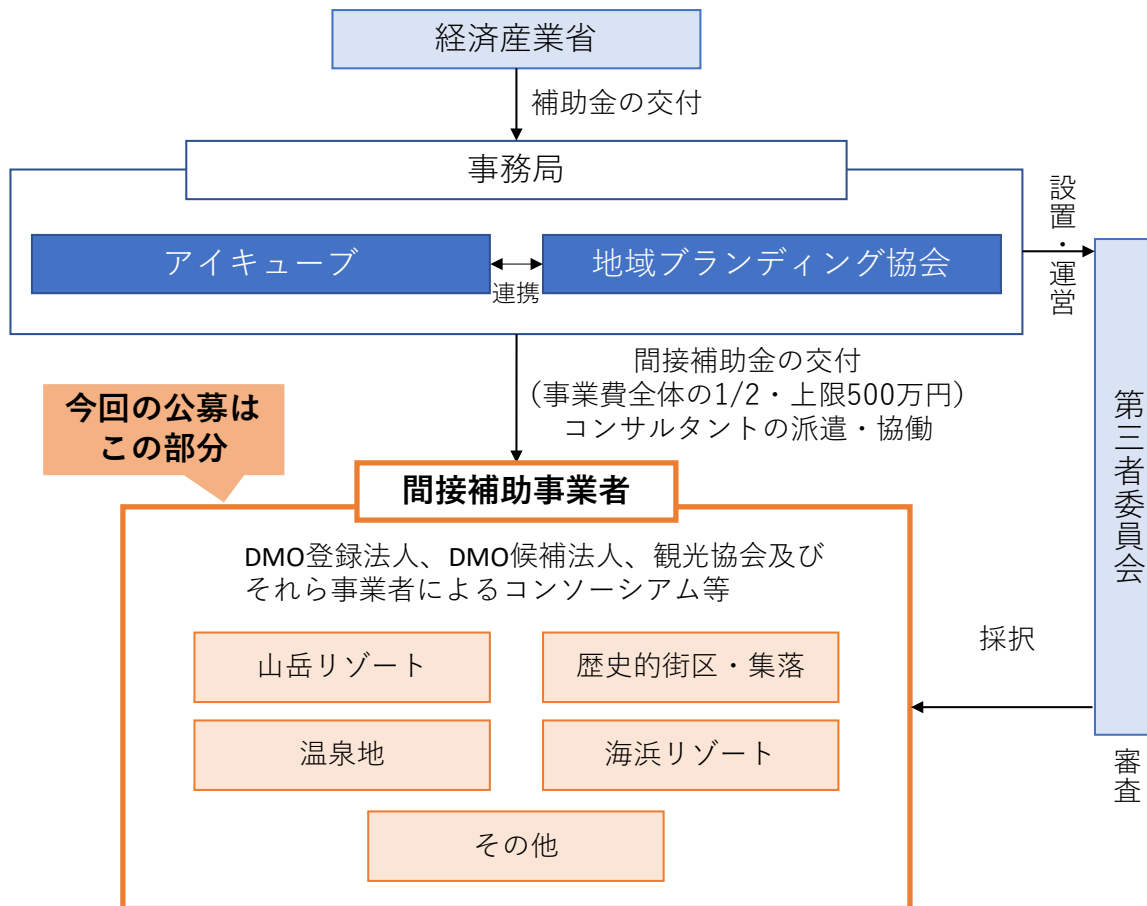 経済産業省
補助金の交付
事務局
アイキューブ
連携
地域ブランディング協会
設置・運営
間接補助金の交付
（事業費全体の1/2・上限500万円）
コンサルタントの派遣・協働
今回の公募は
この部分
間接補助事業者
DMO登録法人、DMO候補法人、観光協会及び
それら事業者によるコンソーシアム等
山岳リゾート
歴史的街区・集落
温泉地
海浜リゾート
その他
第三者委員会
採択
審査